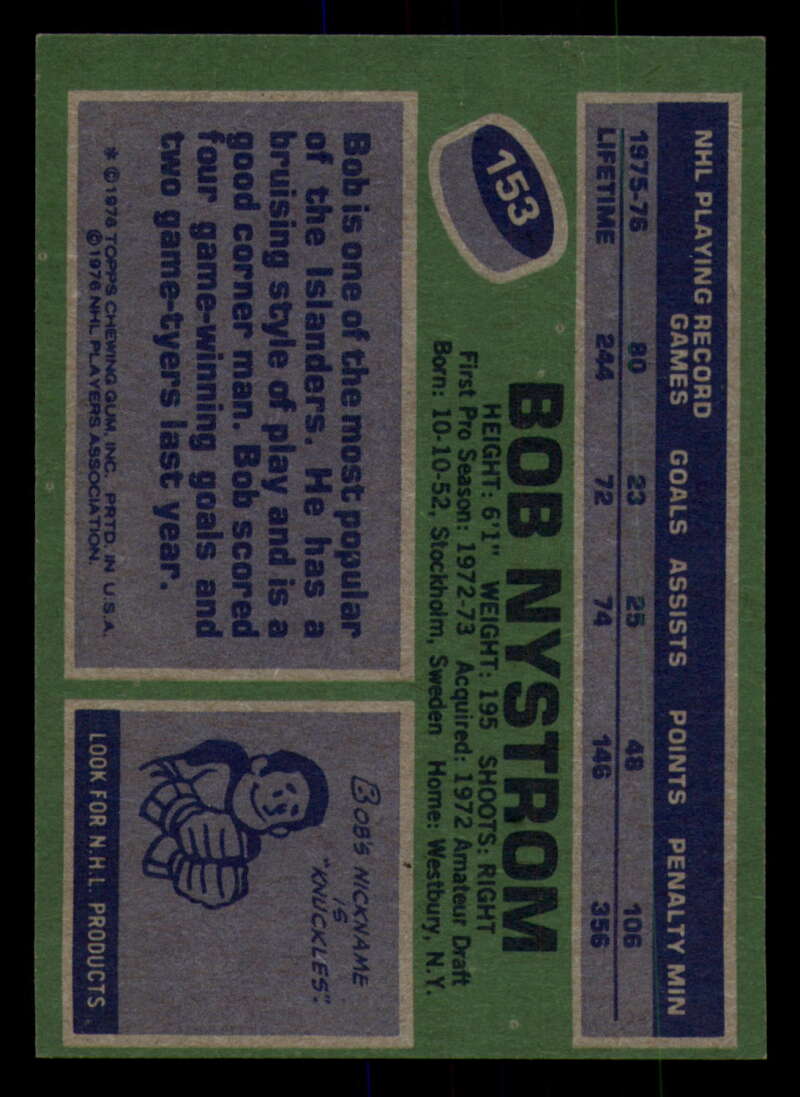 NHL PLAYING RECORD
GAMES GOALS ASSISTS POINTS PENALTY MIN
1975-76 80 23 25 48 106
LIFETIME 244 72 74 146 356
153
BOB NYSTROM
HEIGHT: 6'1" WEIGHT: 195 SHOOTS: RIGHT
First Pro Season: 1972-73 Acquired: 1972 Amateur Draft
Born: 10-10-52, Stockholm, Sweden Home: Westbury, N.Y.
Bob is one of the most popular
of the Islanders. He has a
bruising style of play and is a
good corner man. Bob scored
four game-winning goals and
two game-tyers last year.
* ©1976 TOPPS CHEWING GUM, INC. PRTD. IN U.S.A.
©1976 NHL PLAYERS ASSOCIATION.
BOB'S NICKNAME
IS
"KNUCKLES".
LOOK FOR N.H.L. PRODUCTS